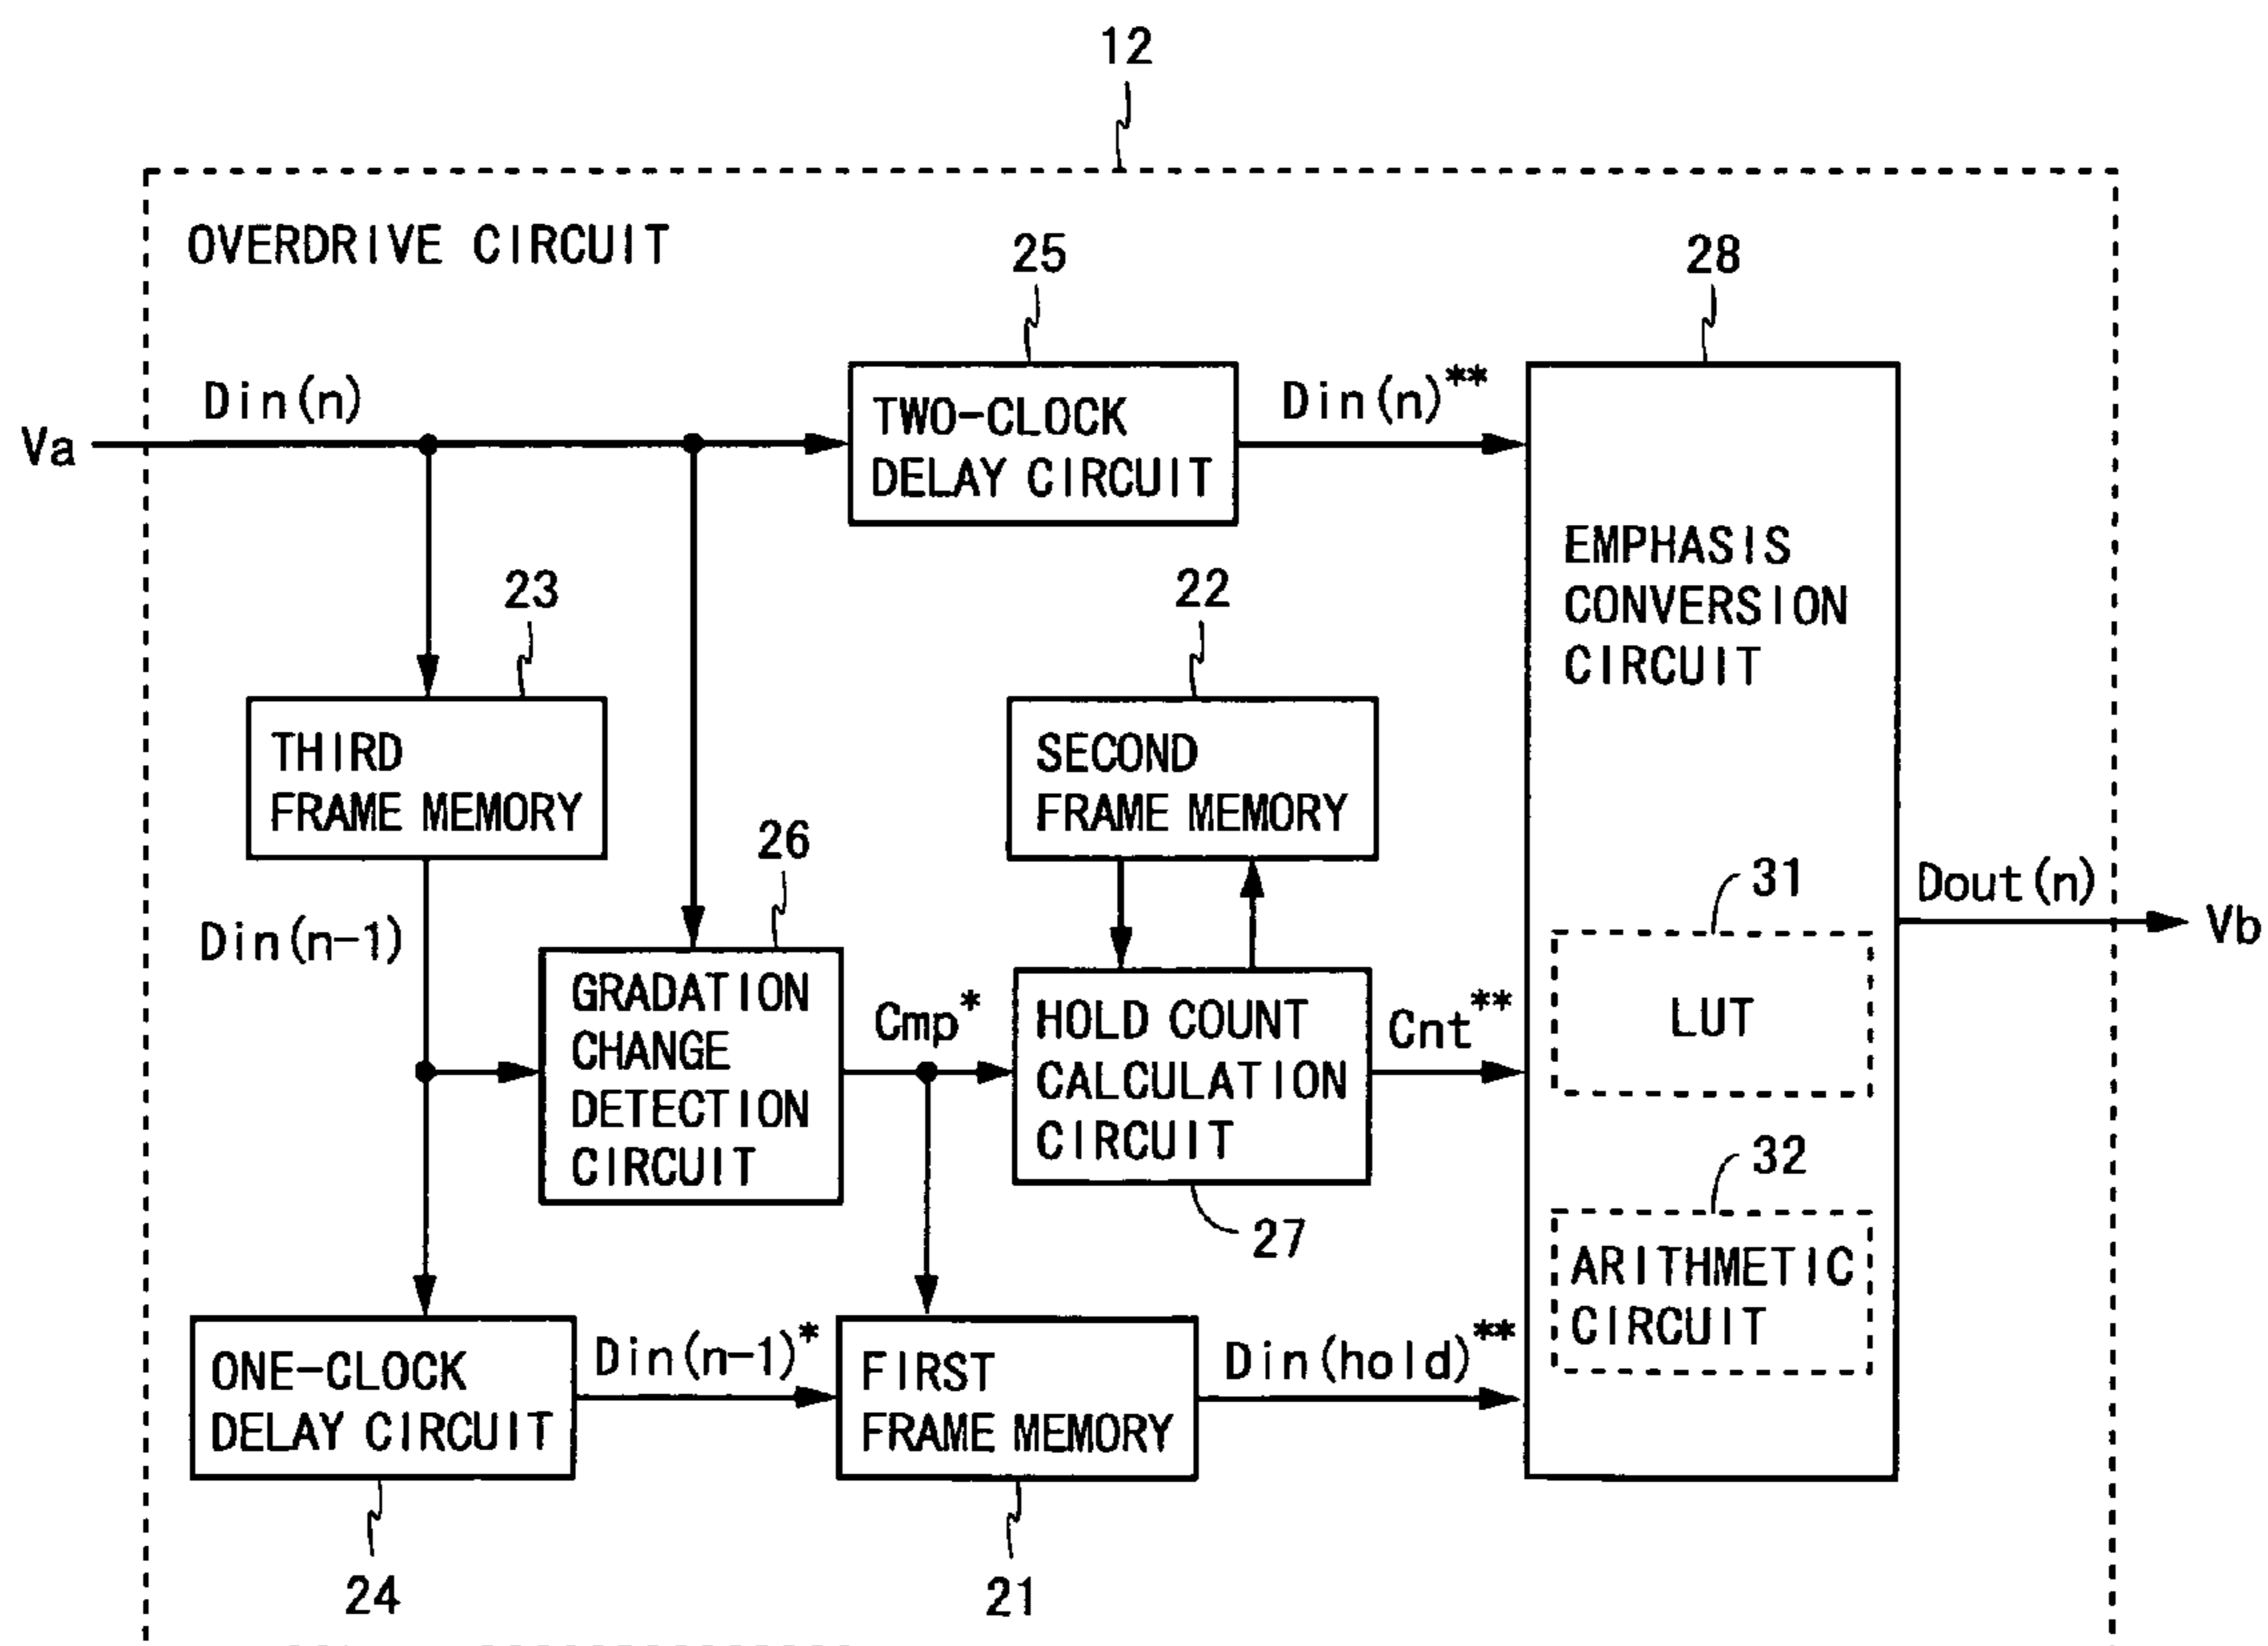 12
OVERDRIVE CIRCUIT
25
28
Din(n)
Va
TWO-CLOCK
DELAY CIRCUIT
Din(n)**
EMPHASIS
CONVERSION
CIRCUIT
23
22
THIRD
FRAME MEMORY
SECOND
FRAME MEMORY
26
31
Dout(n)
Vb
Din(n-1)
GRADATION
CHANGE
DETECTION
CIRCUIT
Cmp*
HOLD COUNT
CALCULATION
CIRCUIT
Cnt**
LUT
32
27
ARITHMETIC
CIRCUIT
ONE-CLOCK
DELAY CIRCUIT
Din(n-1)*
FIRST
FRAME MEMORY
Din(hold)**
24
21